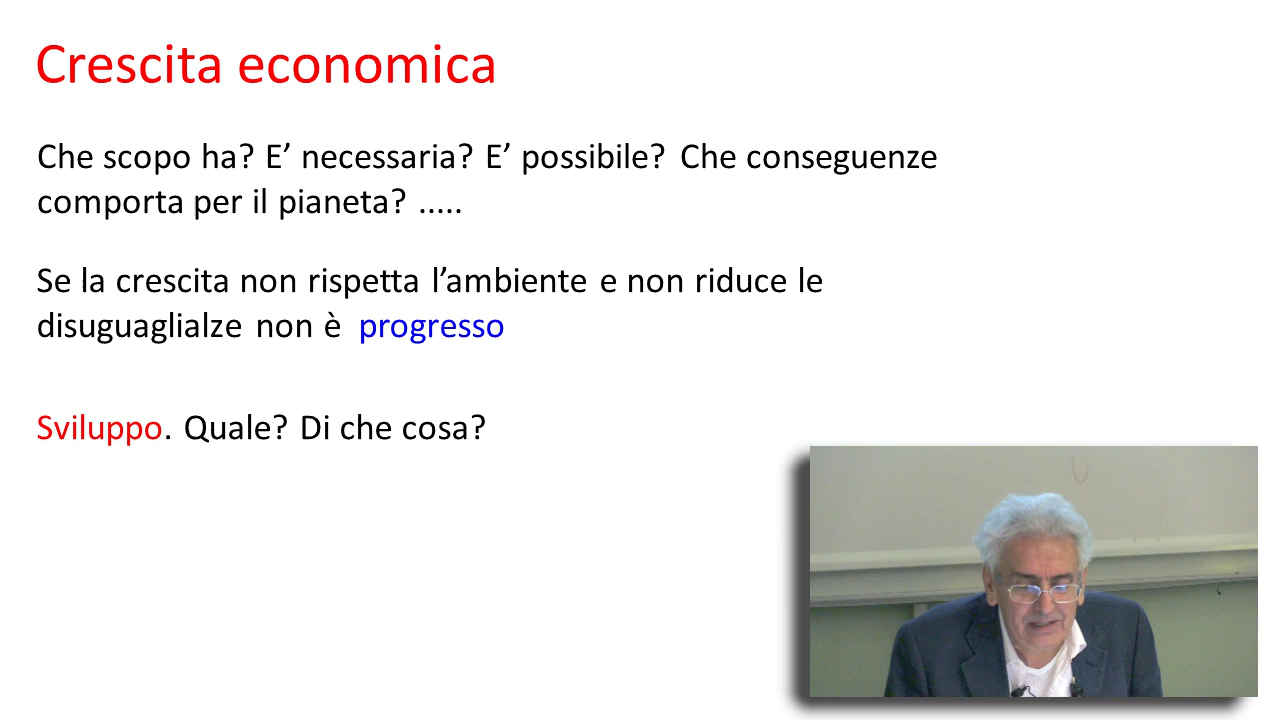 Crescita economica
Che scopo ha? E’ necessaria? E’ possibile? Che conseguenze
comporta per il pianeta? .....
Se la crescita non rispetta l’ambiente e non riduce le
disuguaglialze non è progresso
Sviluppo. Quale? Di che cosa?